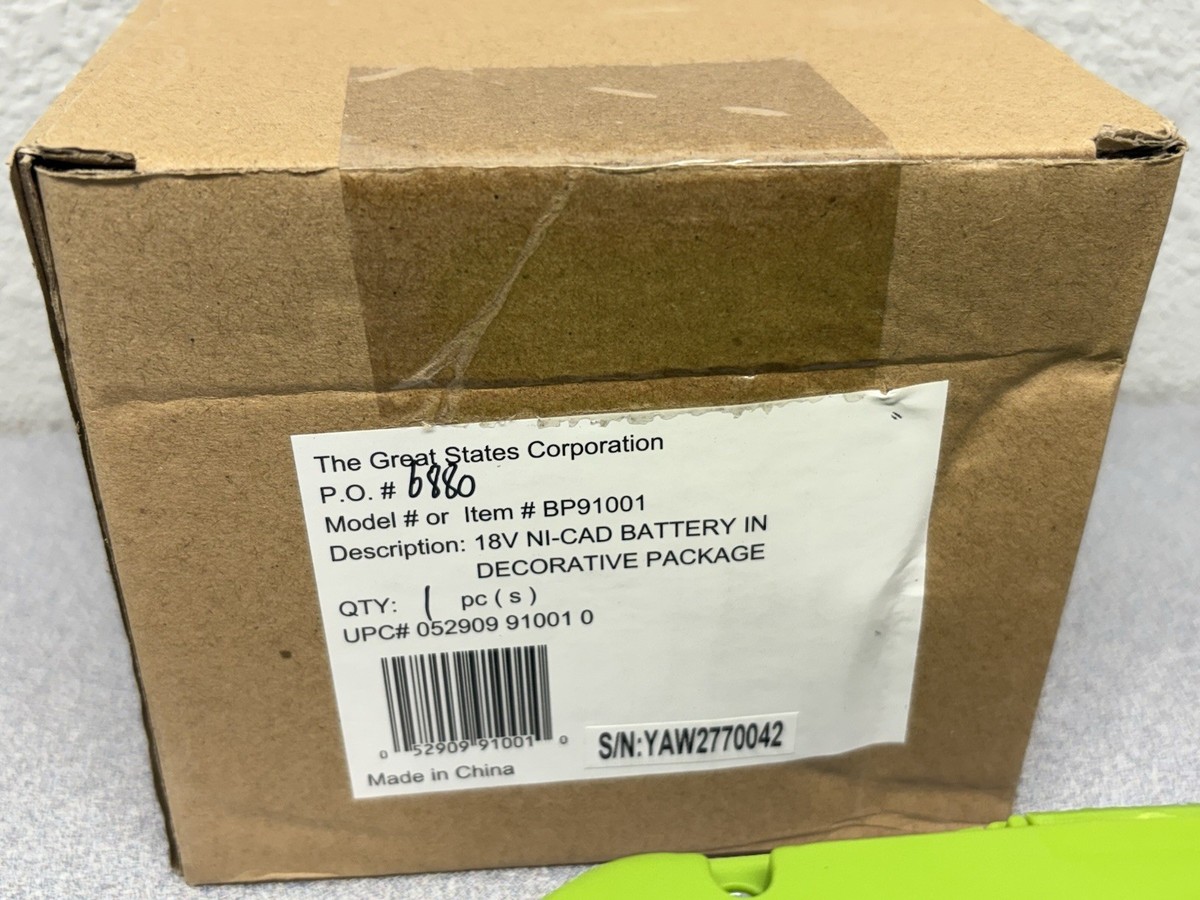 The Great States Corporation
P.O. # 6880
Model # or Item # BP91001
Description: 18V NI-CAD BATTERY IN
DECORATIVE PACKAGE
QTY: 1 pc ( s )
UPC# 052909 91001 0
0 52909 91001 0
S/N:YAW2770042
Made in China